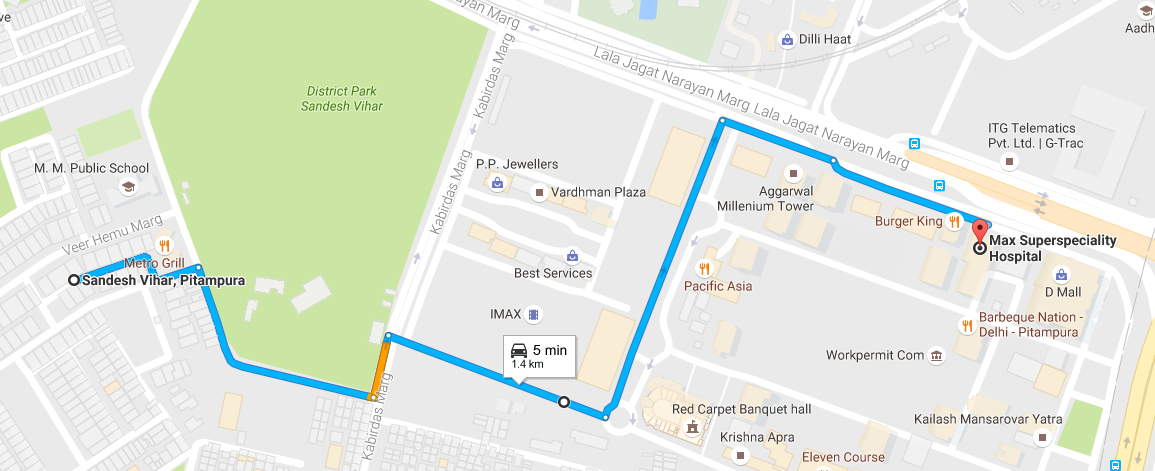 ve
ayan Marg
Dilli Haat
Aadh
Lala Jagat Narayan Marg
Lala Jagat Narayan Marg
Kabirdas Marg
District Park
Sandesh Vihar
ITG Telematics
Pvt. Ltd. | G-Trac
M. M. Public School
P.P. Jewellers
Vardhman Plaza
Aggarwal
Millenium Tower
Kabirdas Marg
Veer Hemu Marg
Burger King
Max Superspeciality
Hospital
Metro Grill
Sandesh Vihar, Pitampura
Best Services
Pacific Asia
D Mall
IMAX
Barbeque Nation -
Delhi - Pitampura
5 min
1.4 km
Workpermit Com
Kabirdas Marg
Red Carpet Banquet hall
Kailash Mansarovar Yatra
Krishna Apra
Eleven Course